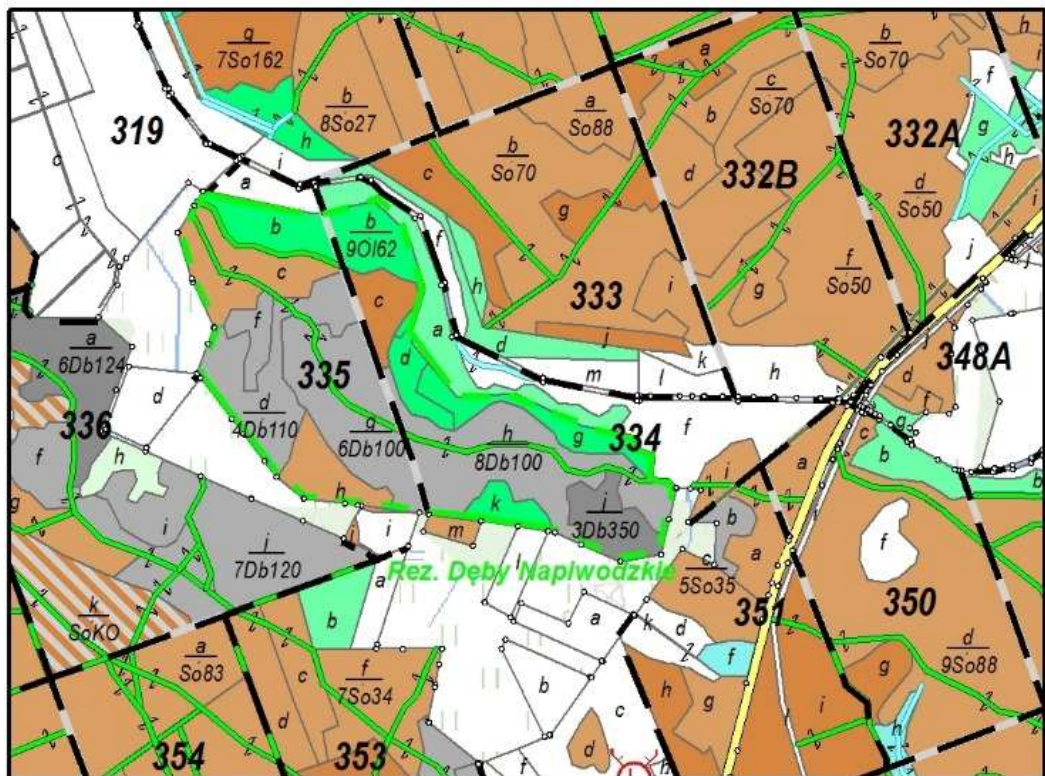 g
7So162
b
8So27
a
So88
b
So70
c
So70
b
So70
a
b
f
g
h
i
319
332A
c
h
i
a
c
b
So70
d
332B
d
So50
i
j
b
b
9Ol62
f
g
h
333
i
g
f
So50
c
c
a
d
j
k
h
348A
a
6Db124
f
335
d
m
l
f
d
f
336
d
d
4Db110
g
6Db100
h
8Db100
g
334
c
g
b
f
h
g
i
j
7Db120
h
i
m
k
j
3Db350
i
b
a
a
c
5So35
f
Rez. Dęby Napiwodzkie
k
SoKO
b
a
l
a
k
d
351
350
f
a
So83
c
f
7So34
b
c
h
g
g
d
9So88
i
d
d
h
354
353
f
h